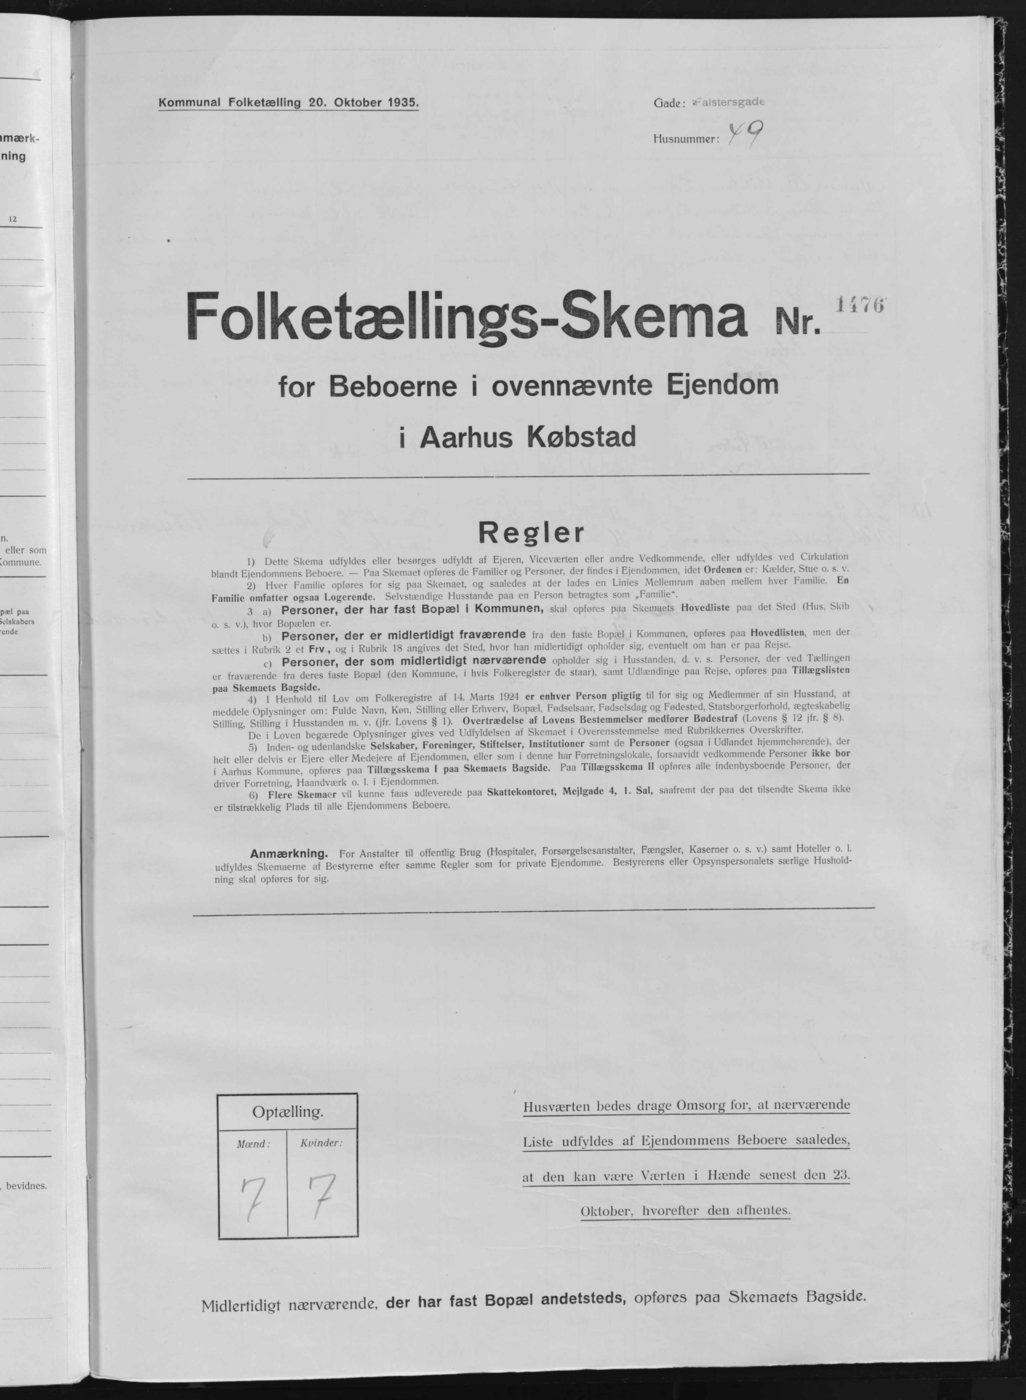 mærk-
ning
12
n.
eller som
Kommune.
pæl paa
Selskabers
rende
, bevidnes.
Kommunal Folketælling 20. Oktober 1935.
Gade: Falstersgade
Husnummer: 49
Folketællings-Skema Nr. 1476
for Beboerne i ovennævnte Ejendom
i Aarhus Købstad
Regler
1) Dette Skema udfyldes eller besørges udfyldt af Ejeren, Viceværten eller andre Vedkommende, eller udfyldes ved Cirkulation
blandt Ejendommens Beboere. — Paa Skemaet opføres de Familier og Personer, der findes i Ejendommen, idet Ordenen er: Kælder, Stue o. s. v.
2) Hver Familie opføres for sig paa Skemaet, og saaledes at der lades en Linies Mellemrum aaben mellem hver Familie. En
Familie omfatter ogsaa Logerende. Selvstændige Husstande paa en Person betragtes som „Familie“.
3 a) Personer, der har fast Bopæl i Kommunen, skal opføres paa Skemaets Hovedliste paa det Sted (Hus, Skib
o. s. v.), hvor Bopælen er.
b) Personer, der er midlertidigt fraværende fra den faste Bopæl i Kommunen, opføres paa Hovedlisten, men der
sættes i Rubrik 2 et Frv., og i Rubrik 18 angives det Sted, hvor han midlertidigt opholder sig, eventuelt om han er paa Rejse.
c) Personer, der som midlertidigt nærværende opholder sig i Husstanden, d. v. s. Personer, der ved Tællingen
er fraværende fra deres faste Bopæl (den Kommune, i hvis Folkeregister de staar), samt Udlændinge paa Rejse, opføres paa Tillægslisten
paa Skemaets Bagside.
4) I Henhold til Lov om Folkeregistre af 14. Marts 1924 er enhver Person pligtig til for sig og Medlemmer af sin Husstand, at
meddele Oplysninger om: Fulde Navn, Køn, Stilling eller Erhverv, Bopæl, Fødselsaar, Fødselsdag og Fødested, Statsborgerforhold, ægteskabelig
Stilling, Stilling i Husstanden m. v. (jfr. Lovens § 1). Overtrædelse af Lovens Bestemmelser medfører Bødestraf (Lovens § 12 jfr. § 8).
De i Loven begærede Oplysninger gives ved Udfyldelsen af Skemaet i Overensstemmelse med Rubrikkernes Overskrifter.
5) Inden- og udenlandske Selskaber, Foreninger, Stiftelser, Institutioner samt de Personer (ogsaa i Udlandet hjemmehørende), der
helt eller delvis er Ejere eller Medejere af Ejendommen, eller som i denne har Forretningslokale, forsaavidt vedkommende Personer ikke bor
i Aarhus Kommune, opføres paa Tillægsskema I paa Skemaets Bagside. Paa Tillægsskema II opføres alle indenbysboende Personer, der
driver Forretning, Haandværk o. l. i Ejendommen.
6) Flere Skemaer vil kunne faas udleverede paa Skattekontoret, Mejlgade 4, 1. Sal, saafremt der paa det tilsendte Skema ikke
er tilstrækkelig Plads til alle Ejendommens Beboere.
Anmærkning. For Anstalter til offentlig Brug (Hospitaler, Forsørgelsesanstalter, Fængsler, Kaserner o. s. v.) samt Hoteller o. l.
udfyldes Skemaerne af Bestyrerne efter samme Regler som for private Ejendomme. Bestyrerens eller Opsynspersonalets særlige Hushold-
ning skal opføres for sig.
Optælling.
Mænd: Kvinder:
7 7
Husværten bedes drage Omsorg for, at nærværende
Liste udfyldes af Ejendommens Beboere saaledes,
at den kan være Værten i Hænde senest den 23.
Oktober, hvorefter den afhentes.
Midlertidigt nærværende, der har fast Bopæl andetsteds, opføres paa Skemaets Bagside.